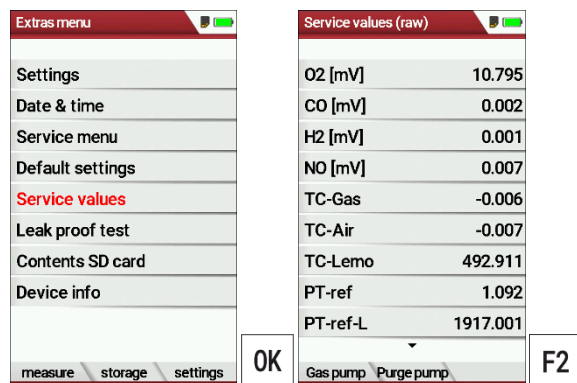 Extras menu
Settings
Date & time
Service menu
Default settings
Service values
Leak proof test
Contents SD card
Device info
measure storage settings
OK
Service values (raw)
O2 [mV] 10.795
CO [mV] 0.002
H2 [mV] 0.001
NO [mV] 0.007
TC-Gas -0.006
TC-Air -0.007
TC-Lemo 492.911
PT-ref 1.092
PT-ref-L 1917.001
Gas pump Purge pump
F2